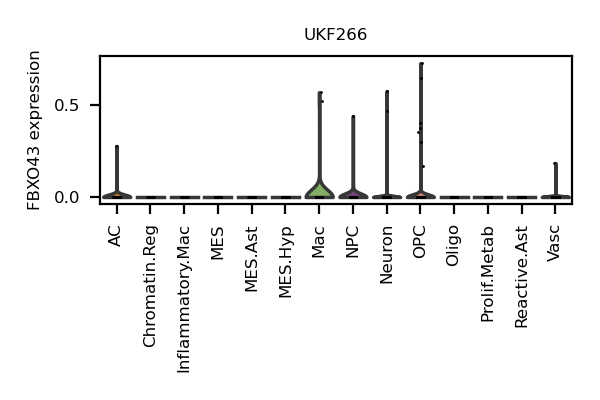 UKF266
FBXO43 expression
0.5
0.0
AC
Chromatin.Reg
Inflammatory.Mac
MES
MES.Ast
MES.Hyp
Mac
NPC
Neuron
OPC
Oligo
Prolif.Metab
Reactive.Ast
Vasc